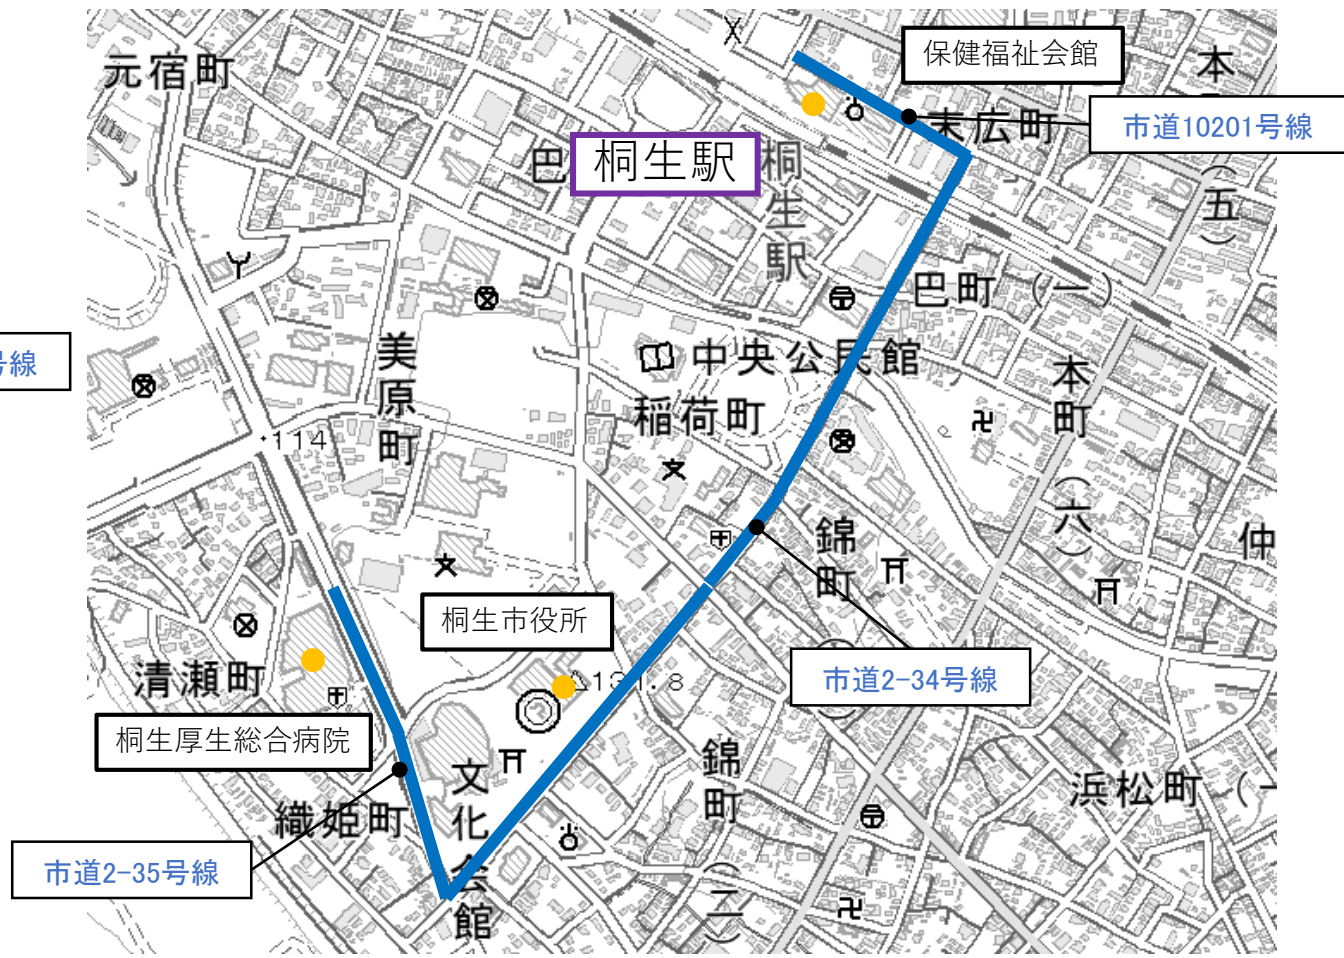 元宿町
保健福祉会館
本
末広町
市道10201号線
巴
桐生駅
桐生駅
(五)
巴町(一)
号線
美原町
中央公民館
稲荷町
本町(六)
・114
仲
錦町
桐生市役所
清瀬町
131.8
市道2-34号線
桐生厚生総合病院
文化会館
錦町(二)
浜松町(一
織姫町
市道2-35号線